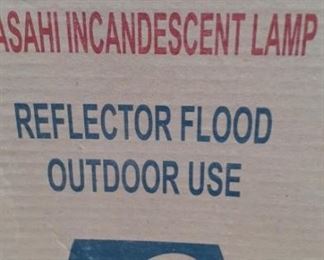 ASAHI INCANDESCENT LAMP
REFLECTOR FLOOD
OUTDOOR USE